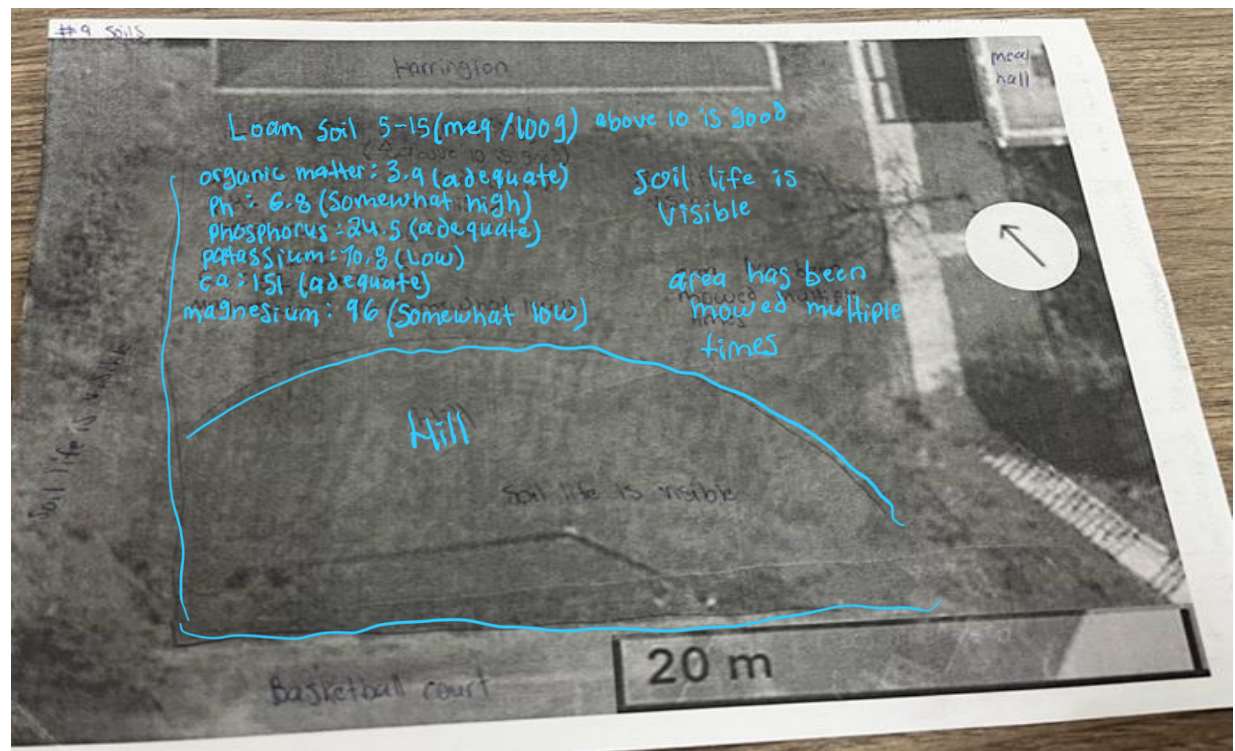 #9 soils
Harrington
meal
hall
Loam soil 5-15(meq/100g) above 10 is good
organic matter: 3.9 (adequate)
Ph : 6.8 (somewhat high)
phosphorus : 24.5 (adequate)
patassium: 70.8 (Low)
ca: 151 (adequate)
magnesium: 96 (somewhat low)
soil life is
visible
area has been
mowed multiple
times
Soil life is visible
Hill
Soil life is visible
20 m
Basketball court